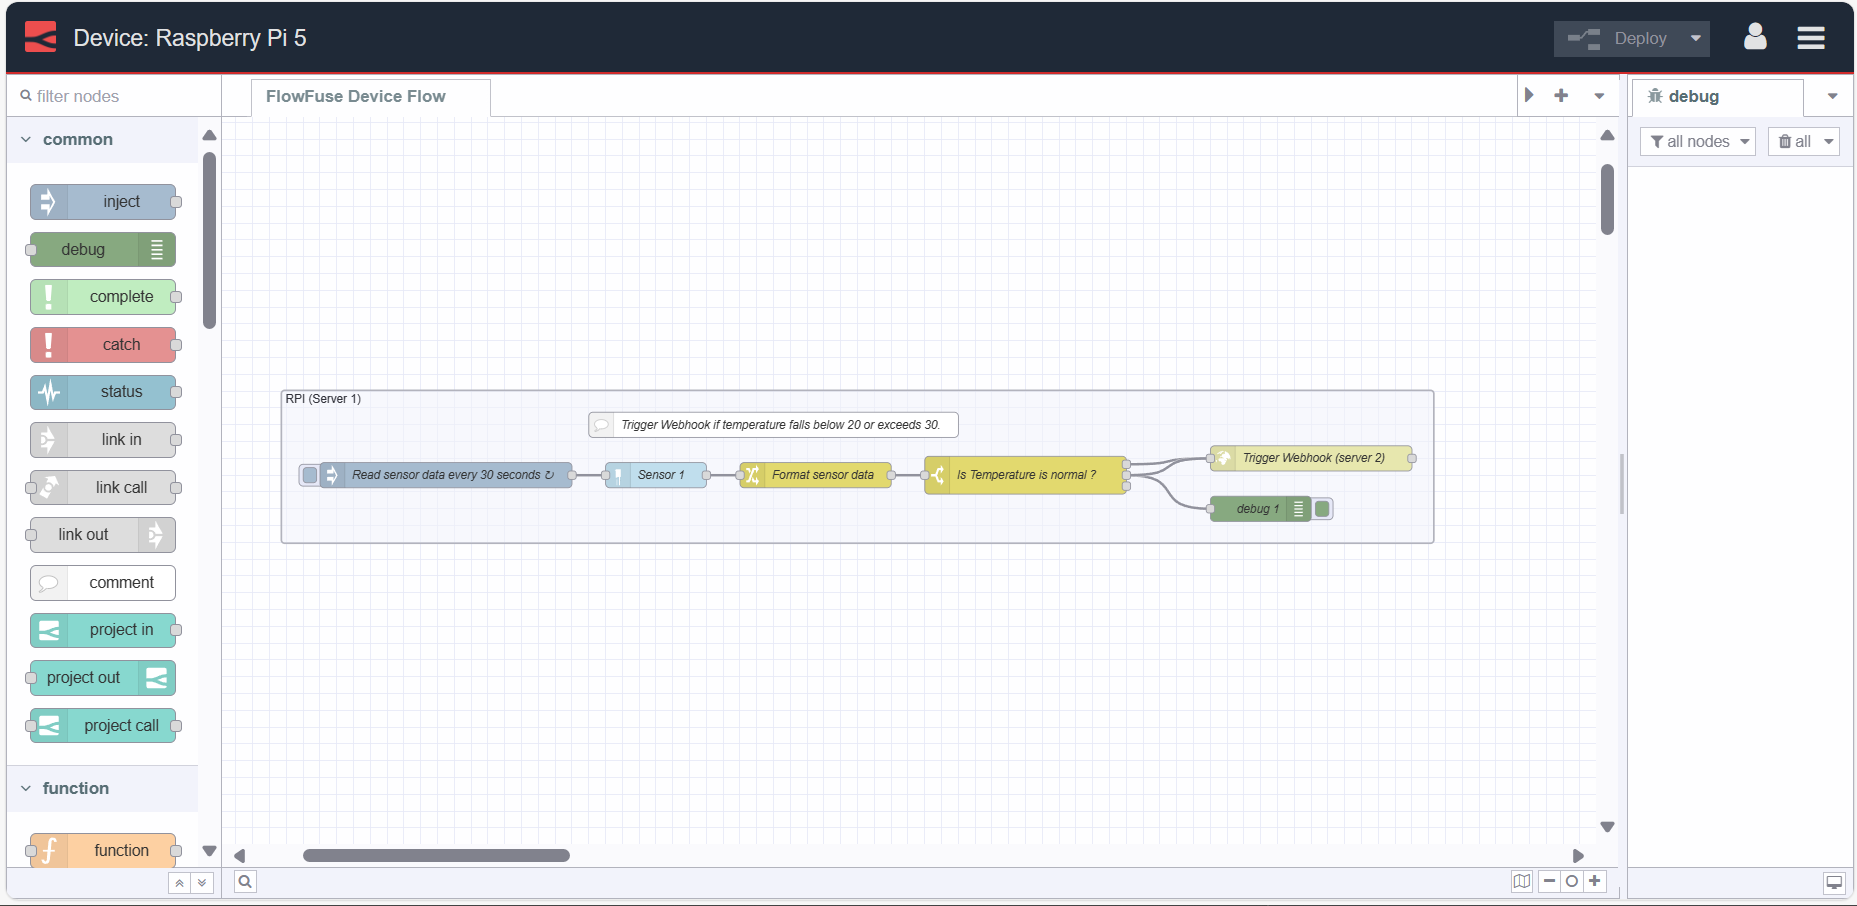 Device: Raspberry Pi 5
Deploy
filter nodes
FlowFuse Device Flow
debug
common
all nodes
all
inject
debug
complete
catch
status
link in
link call
link out
comment
project in
project out
project call
function
function
RPI (Server 1)
Trigger Webhook if temperature falls below 20 or exceeds 30.
Read sensor data every 30 seconds ↻
Sensor 1
Format sensor data
Is Temperature is normal ?
Trigger Webhook (server 2)
debug 1